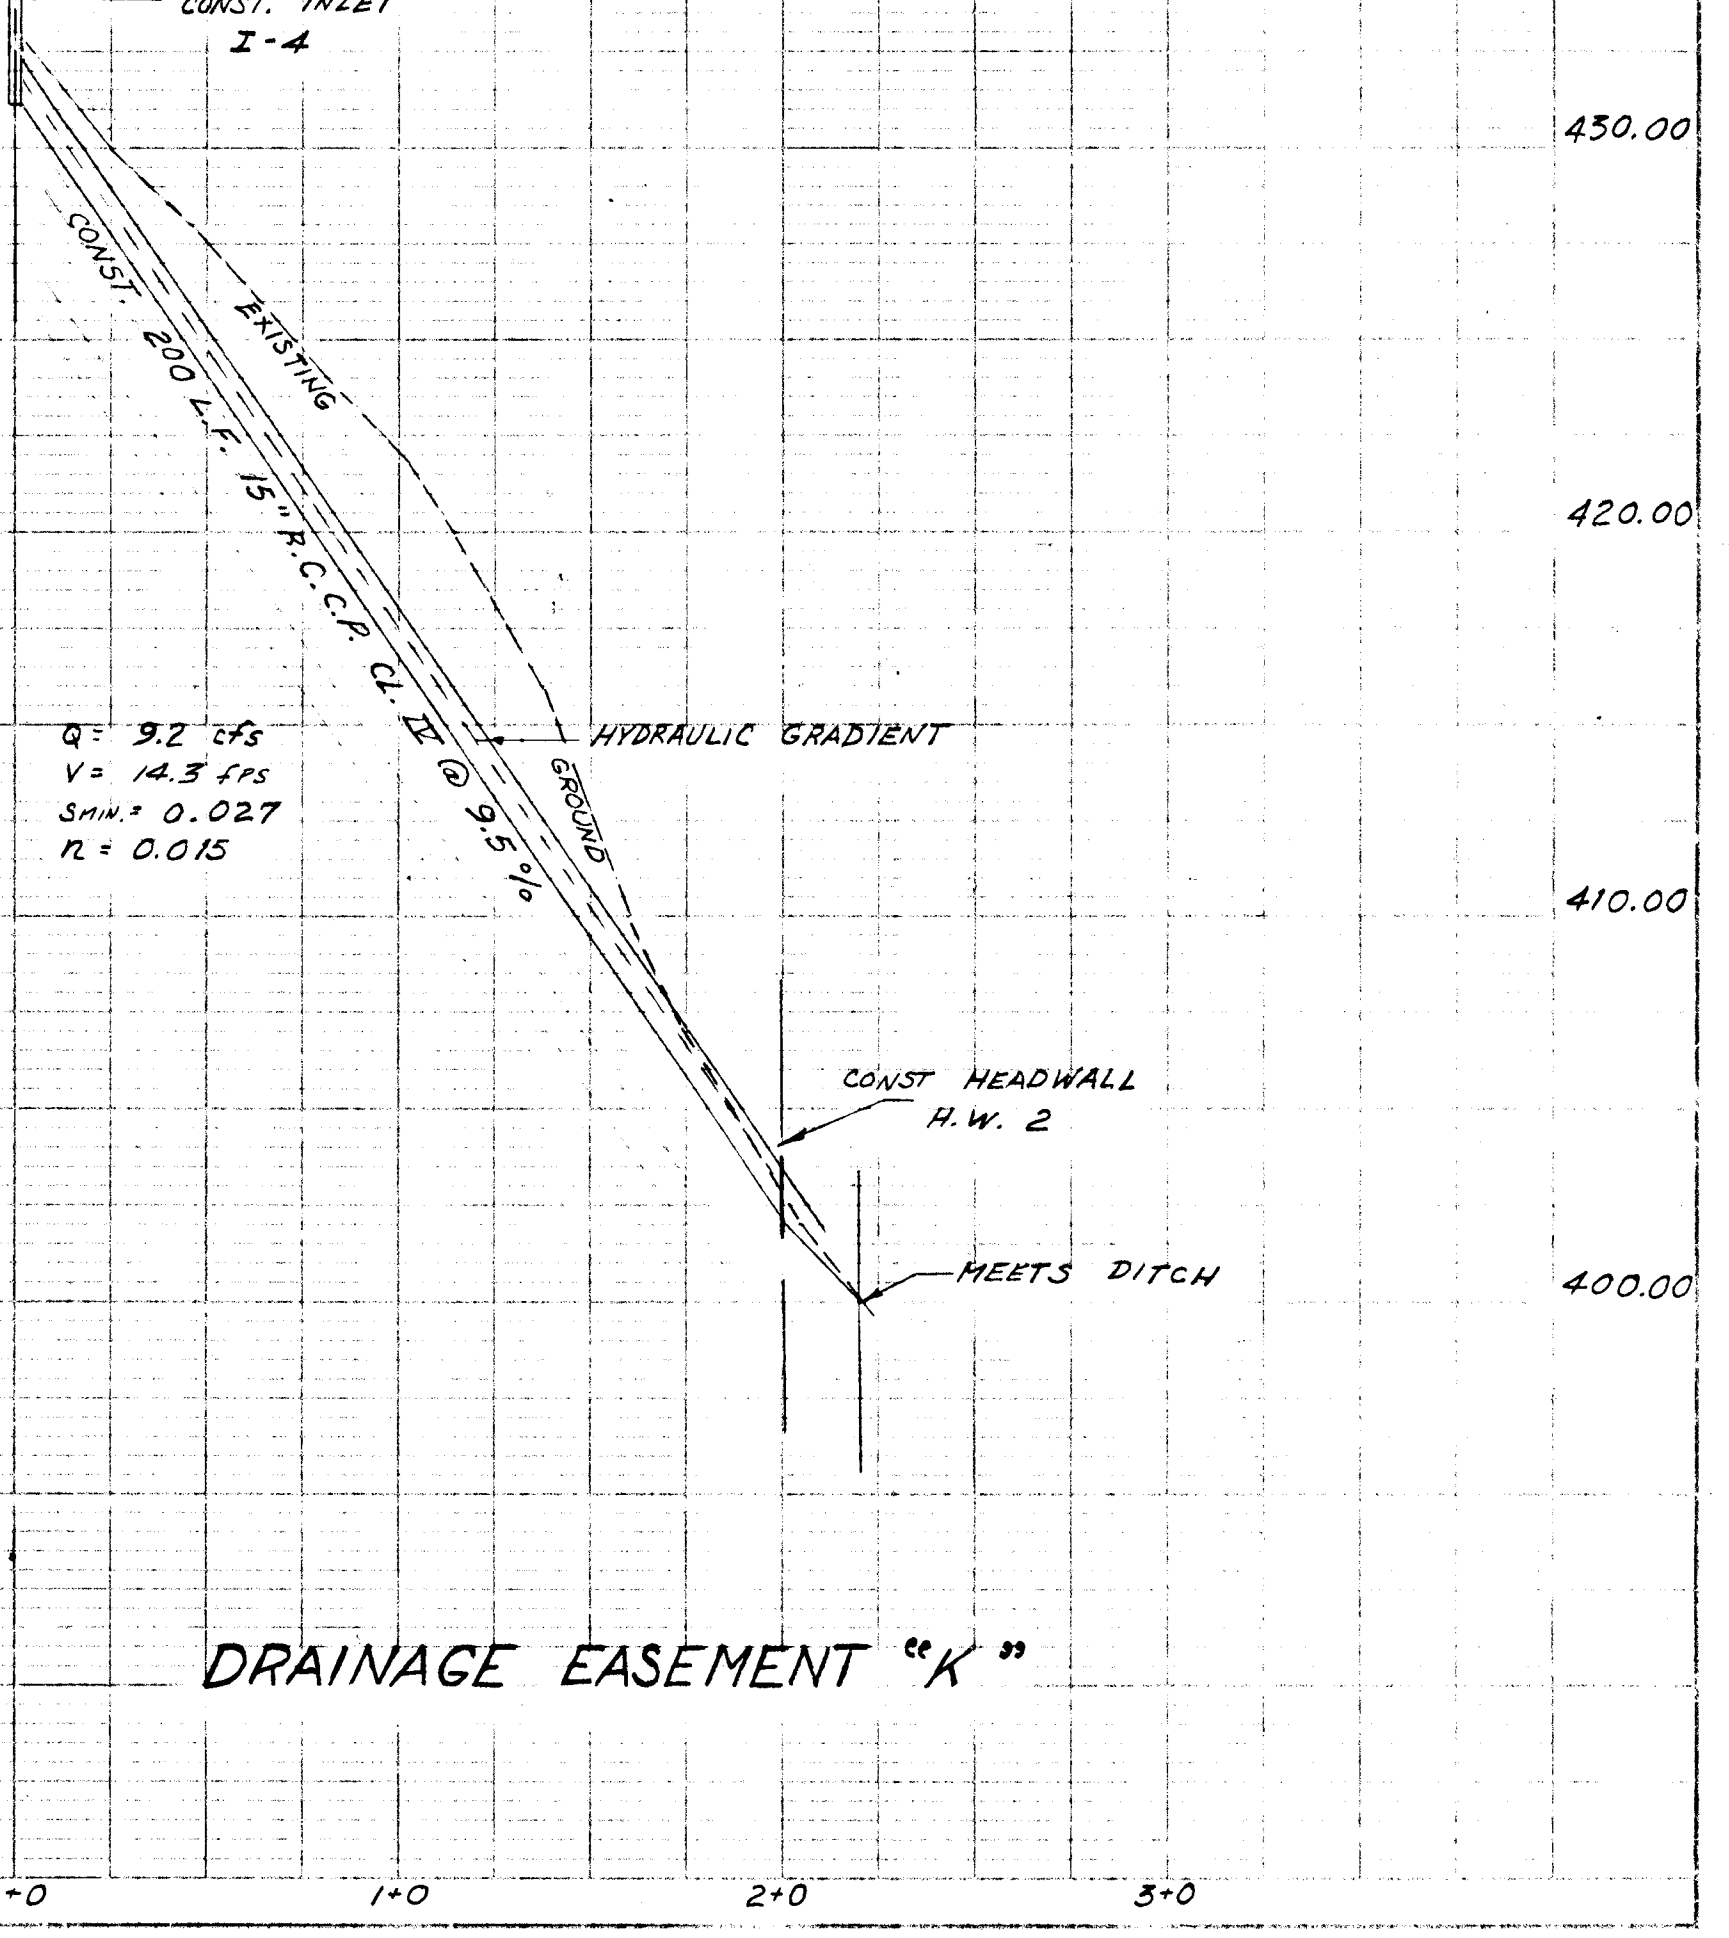 CONST. INLET
I-4
430.00
CONST. 200 L.F. 15" R.C.C.P. CL. IV @ 9.5 %
EXISTING
GROUND
420.00
Q = 9.2 cfs
V = 14.3 fps
SMIN. = 0.027
n = 0.015
HYDRAULIC GRADIENT
410.00
CONST HEADWALL
H.W. 2
MEETS DITCH
400.00
DRAINAGE EASEMENT "K"
+0
1+0
2+0
3+0